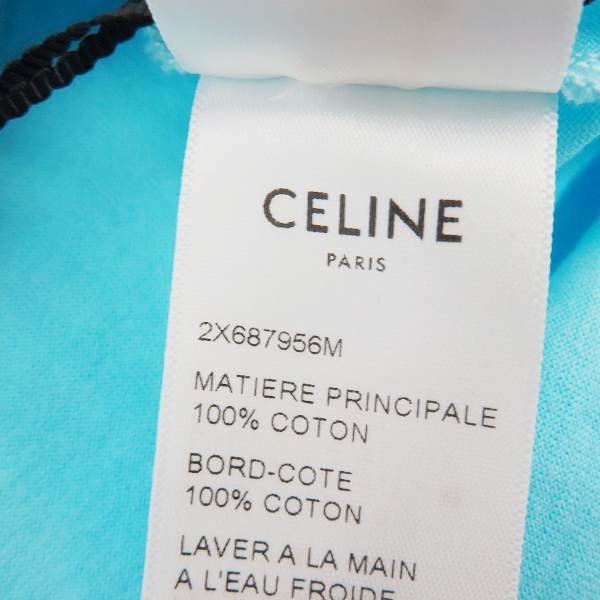 CELINE
PARIS
2X687956M
MATIERE PRINCIPALE
100% COTON
BORD-COTE
100% COTON
LAVER A LA MAIN
A L'EAU FROIDE